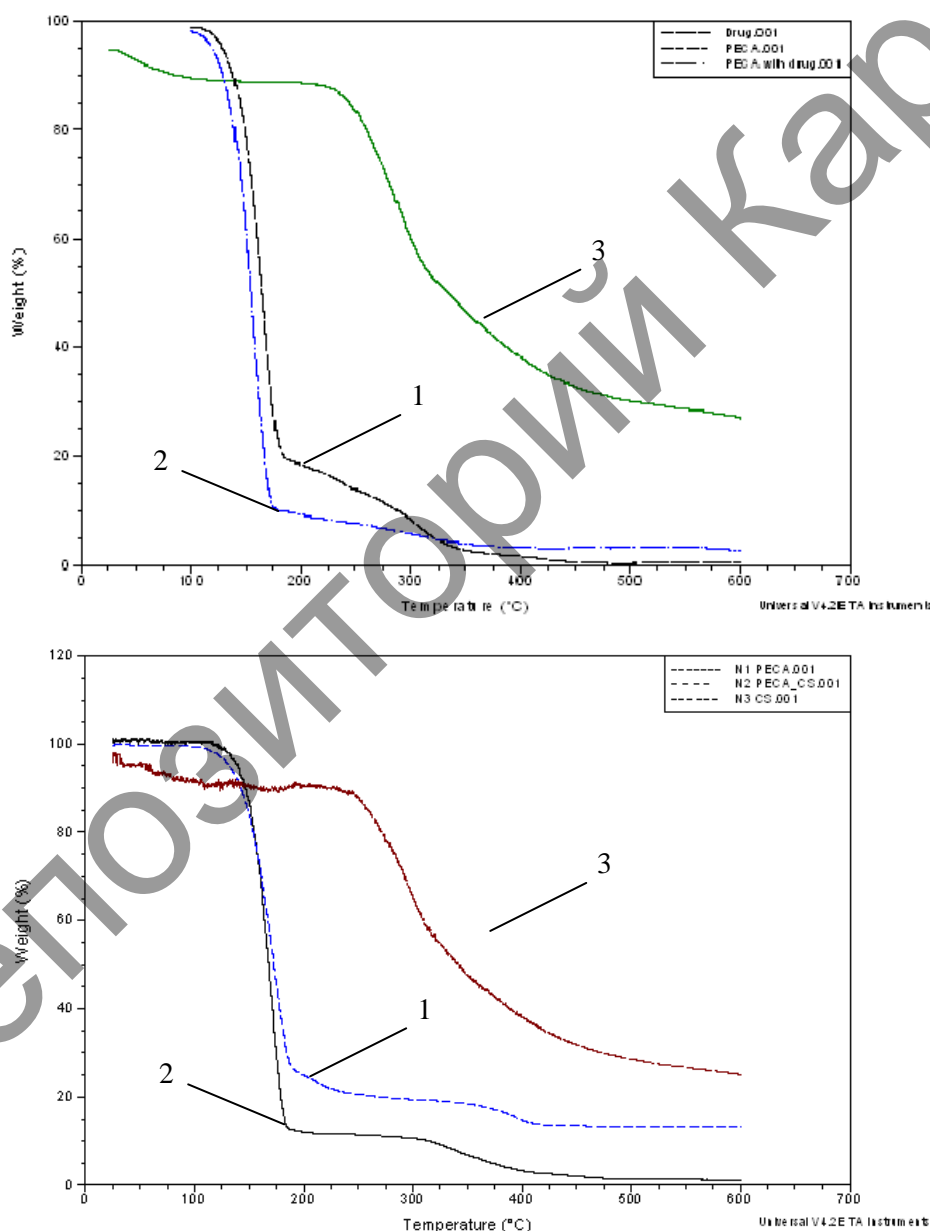 100
80
60
40
20
0
Weight (%)
Drug.001
PECA.001
PECA with drug.001
3
1
2
0
100
200
300
400
500
600
700
Temperature (°C)
Universal V4.2E TA Instruments
120
100
80
60
40
20
0
Weight (%)
N1 PECA.001
N2 PECA_CS.001
N3 CS.001
3
1
2
0
100
200
300
400
500
600
700
Temperature (°C)
Universal V4.2E TA Instruments
епозиторий Кар